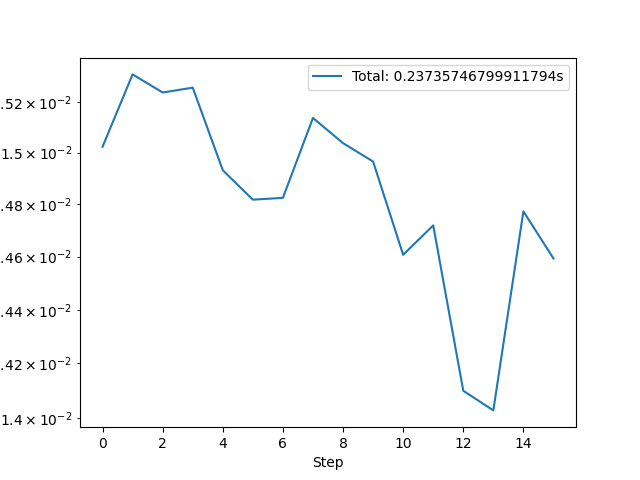 Total: 0.23735746799911794s
.52 × 10⁻²
1.5 × 10⁻²
.48 × 10⁻²
.46 × 10⁻²
.44 × 10⁻²
.42 × 10⁻²
1.4 × 10⁻²
0 2 4 6 8 10 12 14
Step